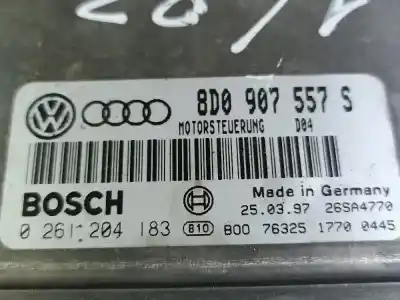 8D0 907 557 S
MOTORSTEUERUNG D04
BOSCH
Made in Germany
25.03.97 26SA4770
0 261 204 183 810 B00 76325 1770 0445